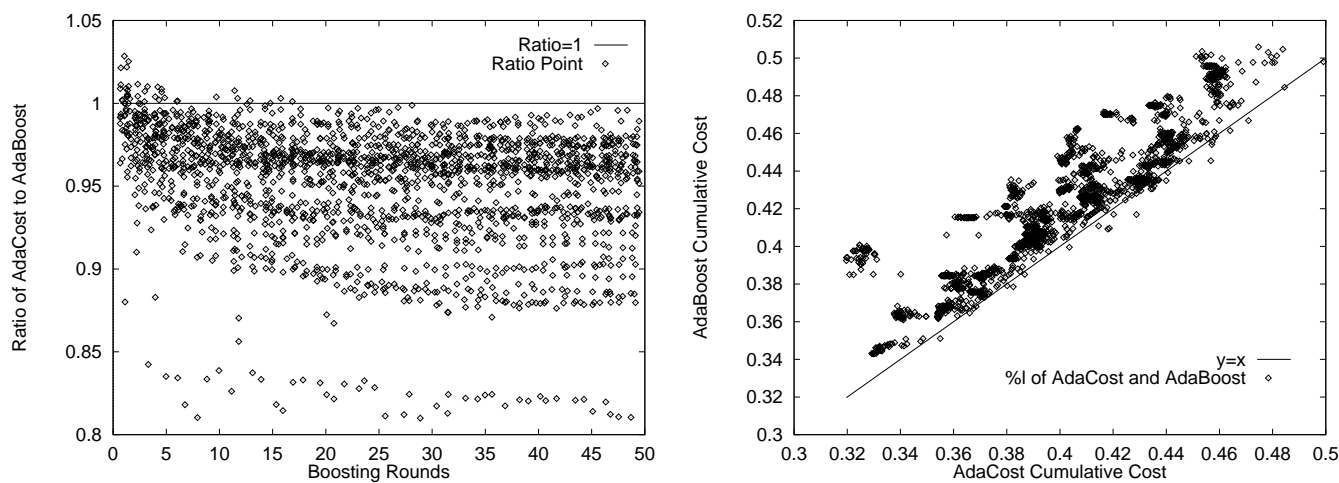 1.05
1
0.95
0.9
0.85
0.8
Ratio of AdaCost to AdaBoost
Ratio=1
Ratio Point
0 5 10 15 20 25 30 35 40 45 50
Boosting Rounds
0.52
0.5
0.48
0.46
0.44
0.42
0.4
0.38
0.36
0.34
0.32
0.3
AdaBoost Cumulative Cost
y=x
%l of AdaCost and AdaBoost
0.3 0.32 0.34 0.36 0.38 0.4 0.42 0.44 0.46 0.48 0.5
AdaCost Cumulative Cost